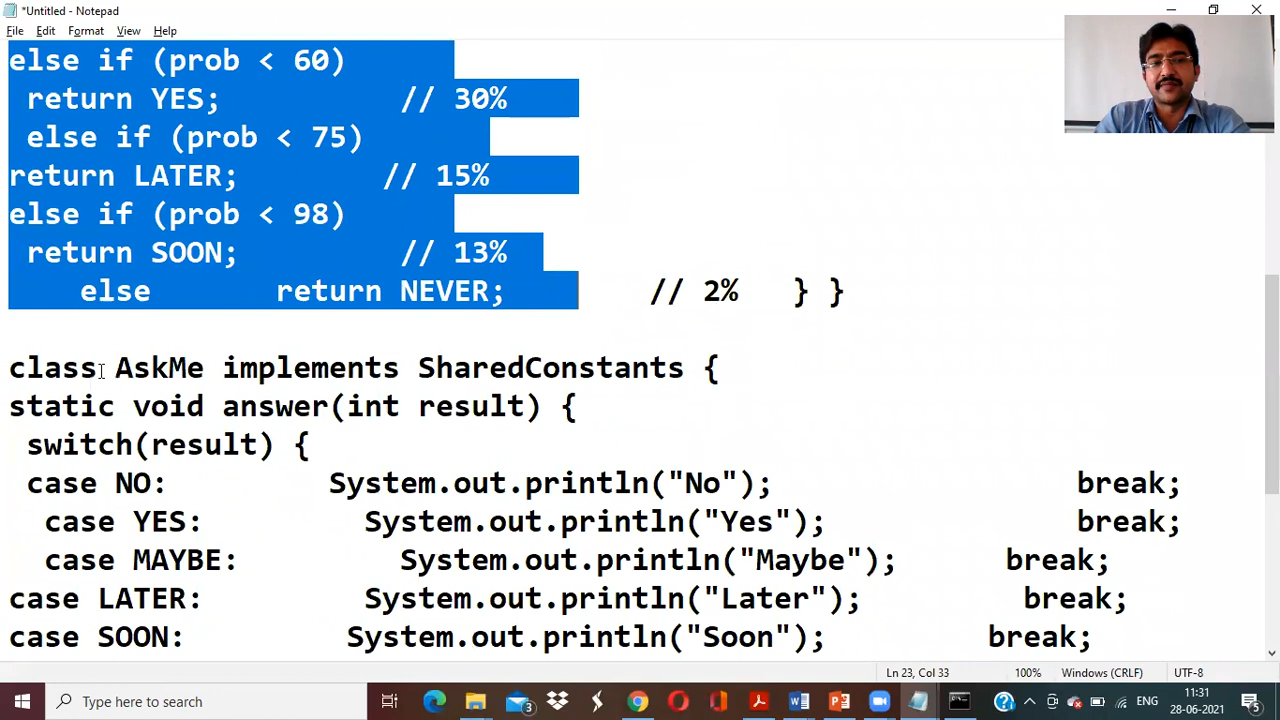 *Untitled - Notepad
File Edit View Help
else if (prob < 60)
return YES; // 30%
else if (prob < 75)
return LATER; // 15%
else if (prob < 98)
return SOON; // 13%
else return NEVER; // 2% } }
class AskMe implements SharedConstants {
static void answer(int result) {
switch(result) {
case NO: System.out.println("No"); break;
case YES: System.out.println("Yes"); break;
case MAYBE: System.out.println("Maybe"); break;
case LATER: System.out.println("Later"); break;
case SOON: System.out.println("Soon"); break;
Ln 23, Col 33 100% Windows (CRLF) UTF-8
Type here to search 3 ENG 11:31 28-06-2021 5